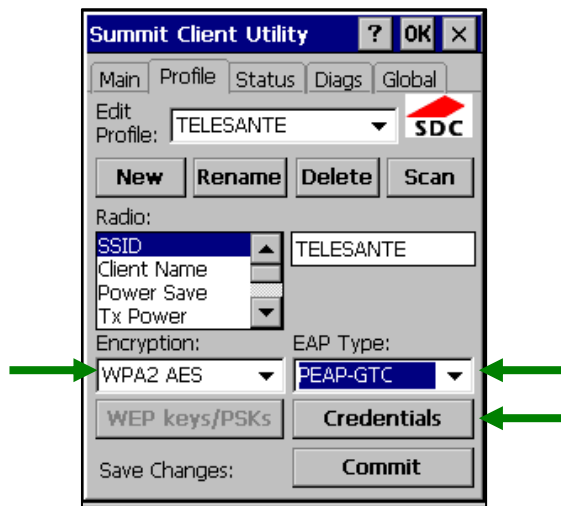 Summit Client Utility ? OK ×
Main Profile Status Diags Global
Edit
Profile: TELESANTE
SDC
New Rename Delete Scan
Radio:
SSID TELESANTE
Client Name
Power Save
Tx Power
Encryption: EAP Type:
WPA2 AES PEAP-GTC
WEP keys/PSKs Credentials
Save Changes: Commit